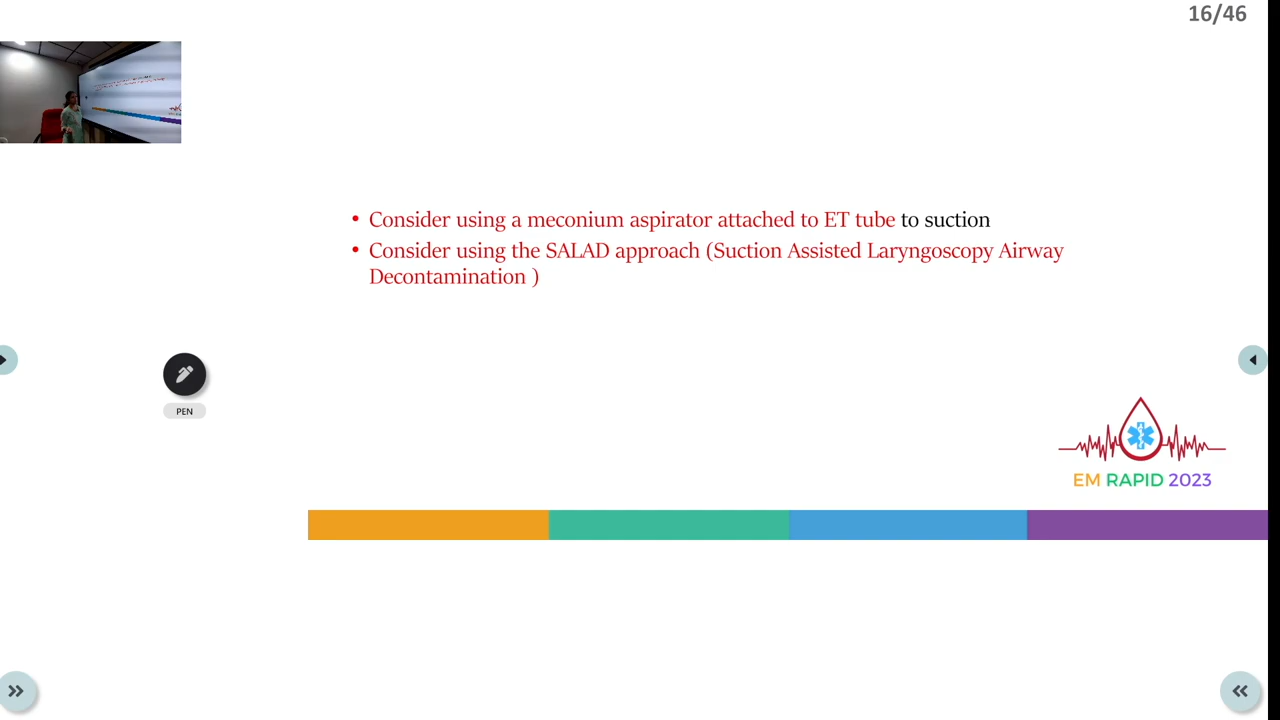 16/46
• Consider using a meconium aspirator attached to ET tube to suction
• Consider using the SALAD approach (Suction Assisted Laryngoscopy Airway
Decontamination )
PEN
EM RAPID 2023